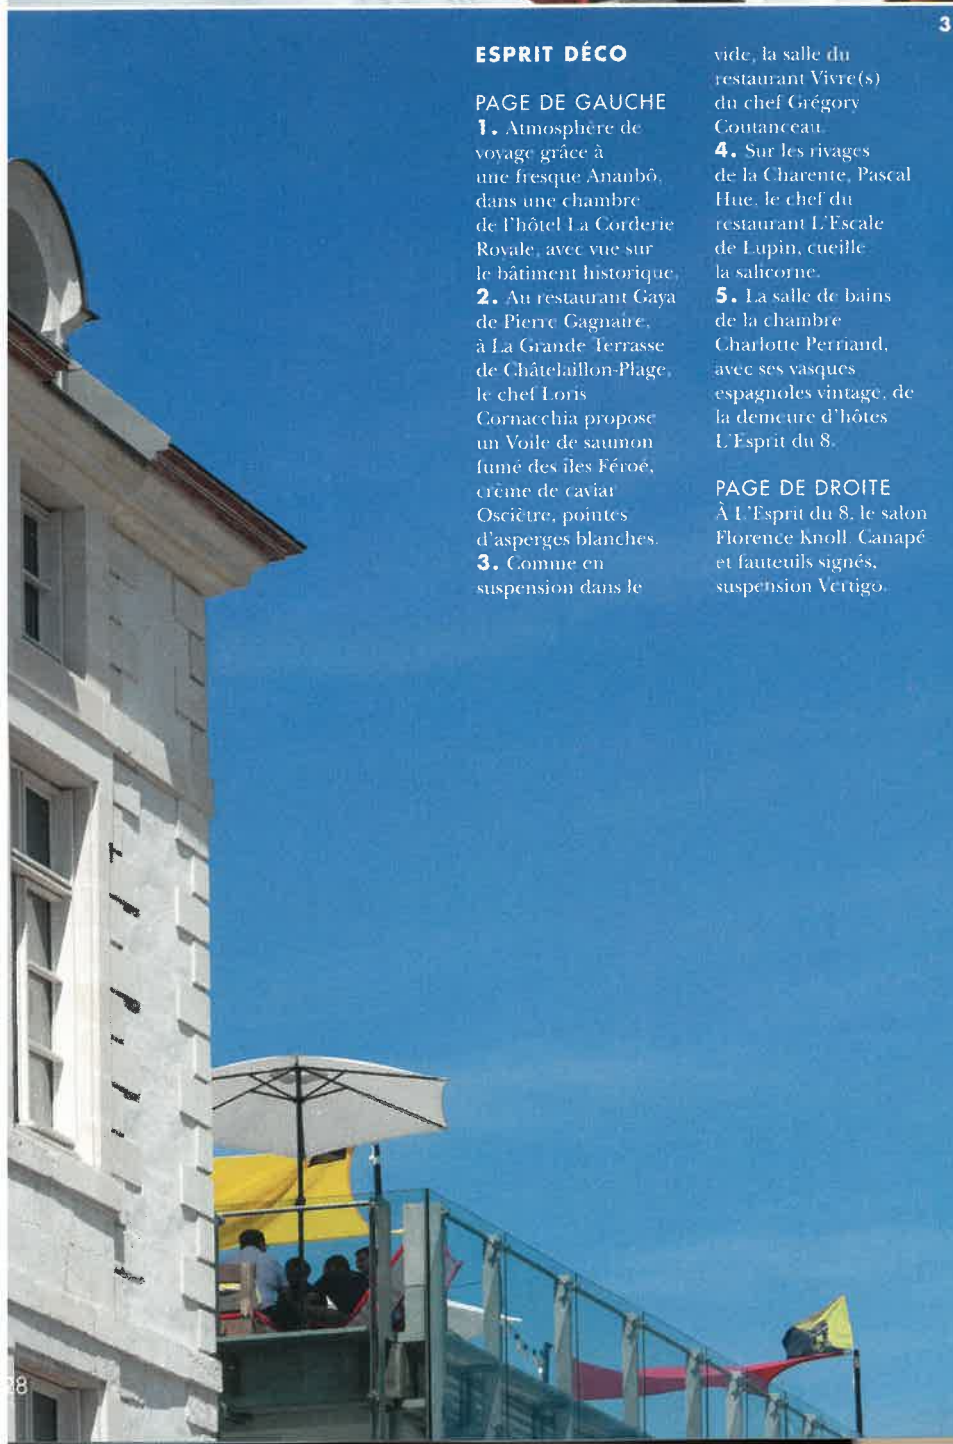 3
ESPRIT DÉCO
PAGE DE GAUCHE
1. Atmosphère de
voyage grâce à
une fresque Ananbô,
dans une chambre
de l'hôtel La Corderie
Royale, avec vue sur
le bâtiment historique.
2. Au restaurant Gaya
de Pierre Gagnaire,
à La Grande Terrasse
de Châtelaillon-Plage,
le chef Loris
Cornacchia propose
un Voile de saumon
fumé des îles Féroé,
crème de caviar
Osciètre, pointes
d'asperges blanches.
3. Comme en
suspension dans le
vide, la salle du
restaurant Vivre(s)
du chef Grégory
Coutanceau.
4. Sur les rivages
de la Charente, Pascal
Hue, le chef du
restaurant L'Escale
de Lupin, cueille
la salicorne.
5. La salle de bains
de la chambre
Charlotte Perriand,
avec ses vasques
espagnoles vintage, de
la demeure d'hôtes
L'Esprit du 8.
PAGE DE DROITE
À L'Esprit du 8, le salon
Florence Knoll. Canapé
et fauteuils signés,
suspension Vertigo.
28